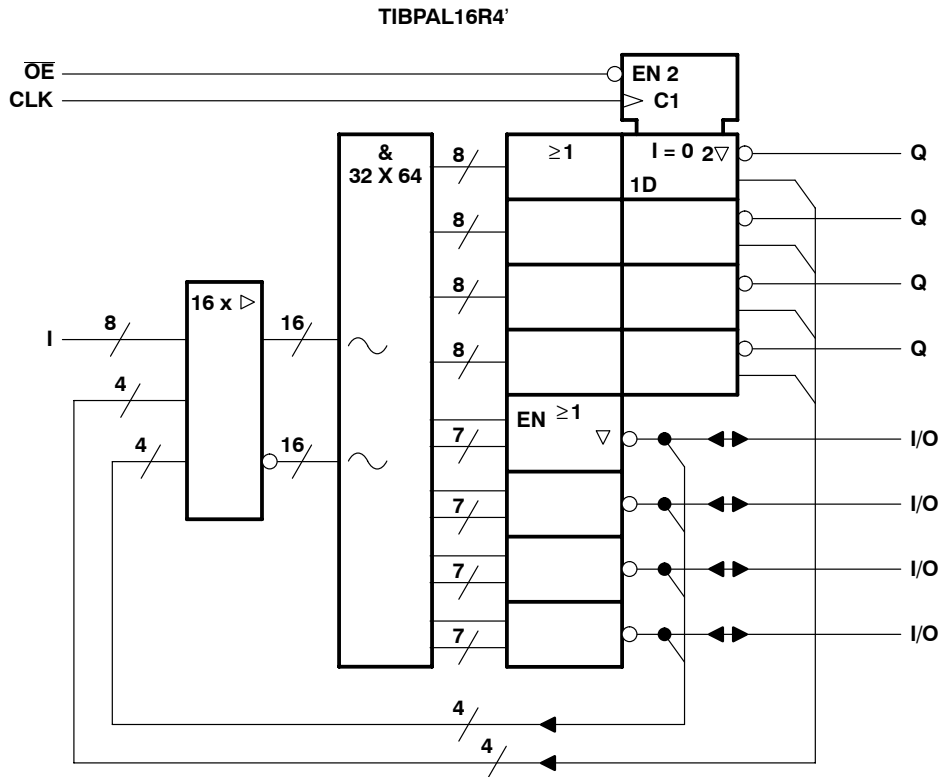 TIBPAL16R4'
OE
EN 2
CLK
C1
&
32 X 64
8
≥1
I = 0 2▽
Q
1D
8
Q
8
Q
16 x ▷
I
8
16
8
Q
4
EN ≥1
▽
4
16
7
I/O
7
I/O
7
I/O
7
I/O
4
4